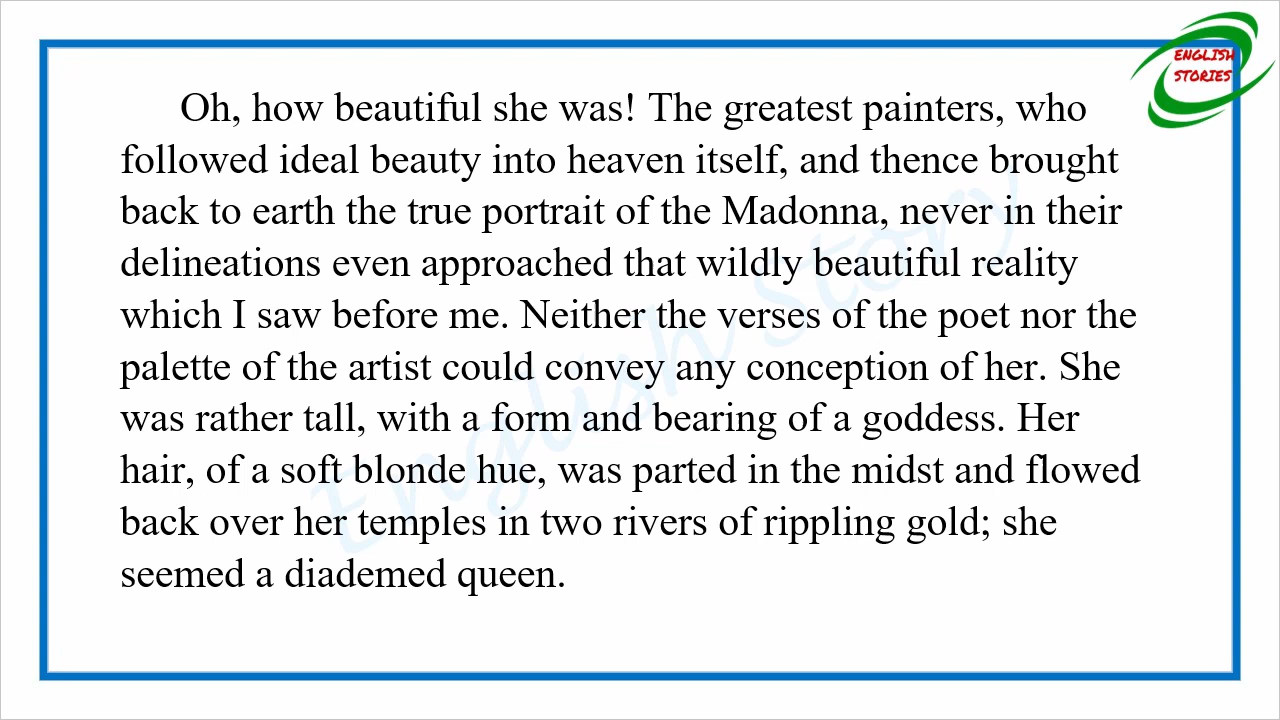 ENGLISH
STORIES
Oh, how beautiful she was! The greatest painters, who
followed ideal beauty into heaven itself, and thence brought
back to earth the true portrait of the Madonna, never in their
delineations even approached that wildly beautiful reality
which I saw before me. Neither the verses of the poet nor the
palette of the artist could convey any conception of her. She
was rather tall, with a form and bearing of a goddess. Her
hair, of a soft blonde hue, was parted in the midst and flowed
back over her temples in two rivers of rippling gold; she
seemed a diademed queen.
English Story